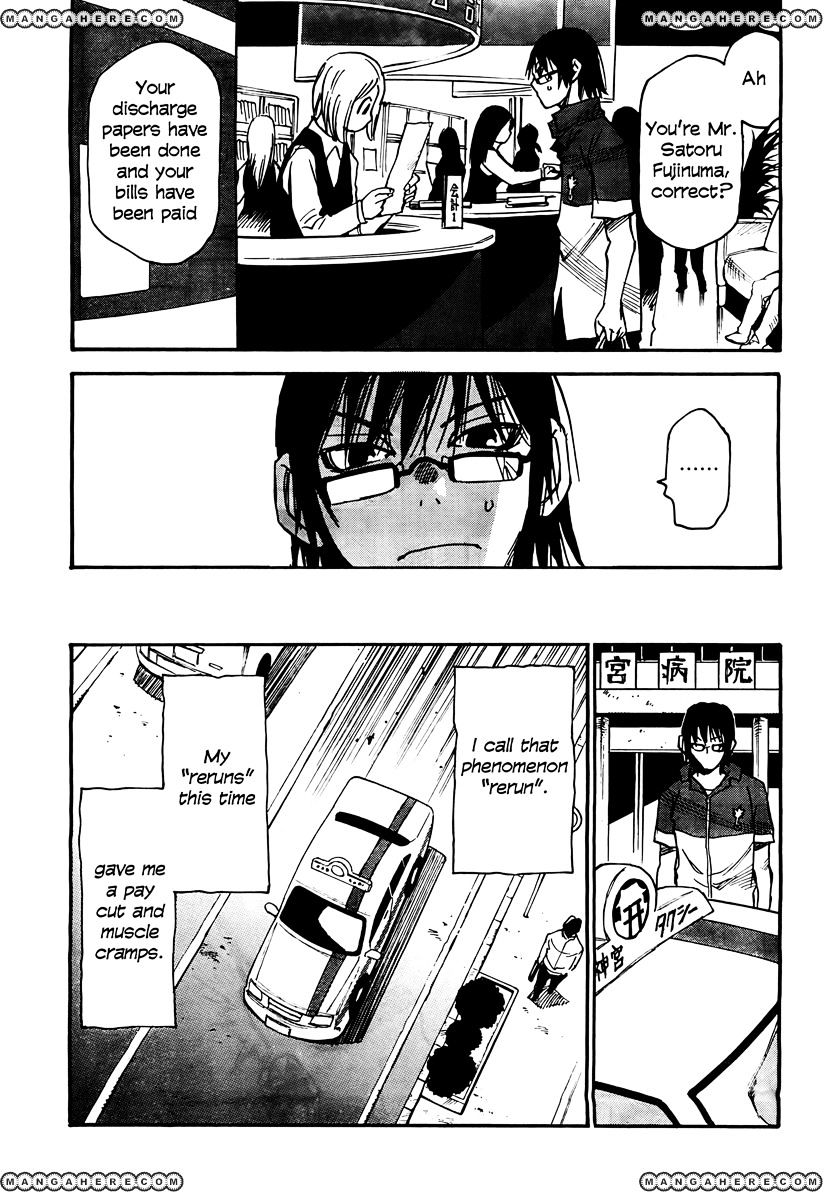 MANGAHERE.COM
MANGAHERE.COM
Ah
You're Mr.
Satoru
Fujinuma,
correct?
会計
1
Your
discharge
papers have
been done
and your
bills have
been paid
......
宮病院
タクシー
神宮
I call that
phenomenon
"rerun".
My
"reruns"
this time
gave me
a pay
cut and
muscle
cramps.
MANGAHERE.COM
MANGAHERE.COM